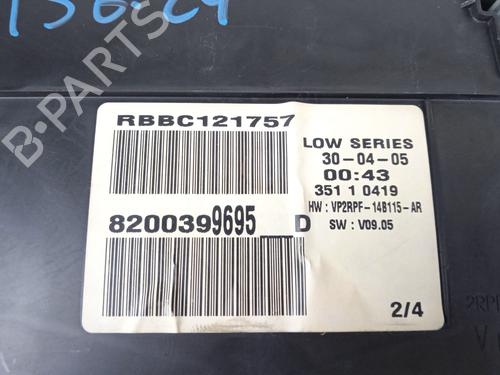 RBBC121757
LOW SERIES
30-04-05
00:43
351 1 0419
HW : VP2RPF-14B115-AR
SW : V09.05
8200399695__D
2/4
B-PARTS